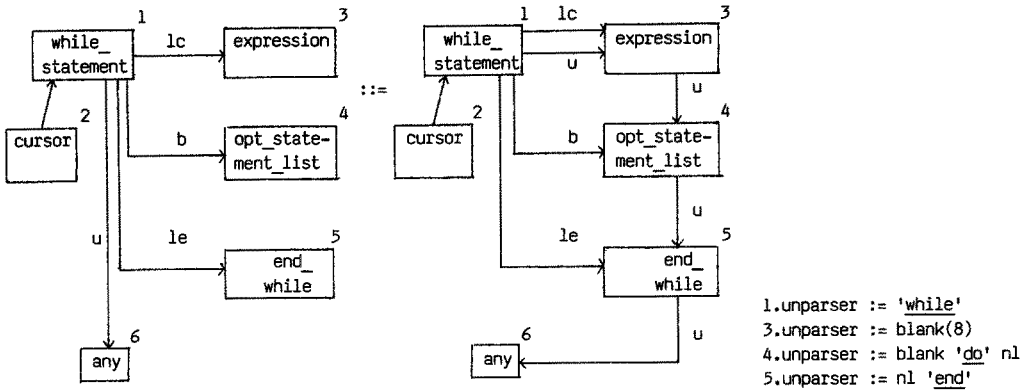 1
while_
statement
lc
3
expression
2
cursor
b
4
opt_state-
ment_list
u
le
5
end_
while
6
any
::=
1
while_
statement
lc
u
3
expression
u
2
cursor
b
4
opt_state-
ment_list
u
le
5
end_
while
u
6
any
1.unparser := 'while'
3.unparser := blank(8)
4.unparser := blank 'do' nl
5.unparser := nl 'end'